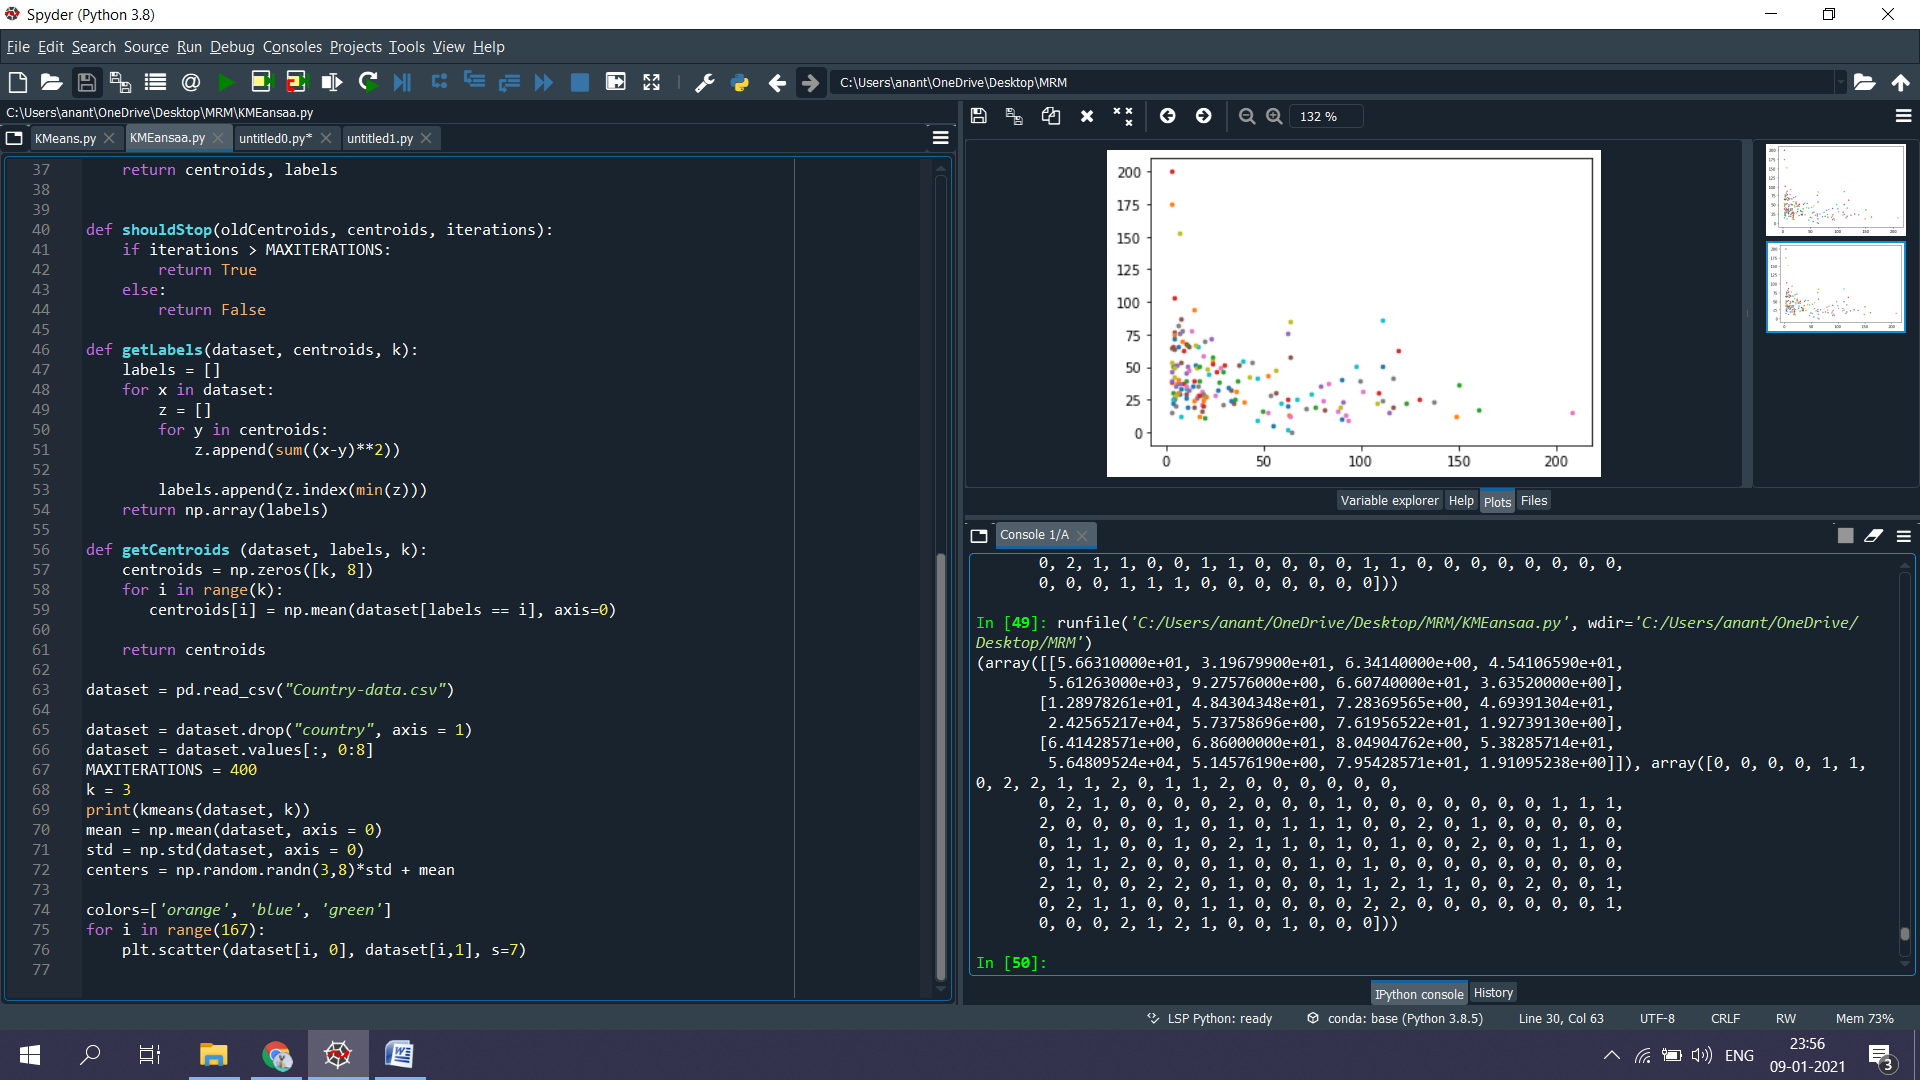 Spyder (Python 3.8)
File Edit Search Source Run Debug Consoles Projects Tools View Help
C:\Users\anant\OneDrive\Desktop\MRM
C:\Users\anant\OneDrive\Desktop\MRM\KMEansaa.py
KMeans.py KMEansaa.py untitled0.py* untitled1.py
37 return centroids, labels
38
39
40 def shouldStop(oldCentroids, centroids, iterations):
41 if iterations > MAXITERATIONS:
42 return True
43 else:
44 return False
45
46 def getLabels(dataset, centroids, k):
47 labels = []
48 for x in dataset:
49 z = []
50 for y in centroids:
51 z.append(sum((x-y)**2))
52
53 labels.append(z.index(min(z)))
54 return np.array(labels)
55
56 def getCentroids (dataset, labels, k):
57 centroids = np.zeros([k, 8])
58 for i in range(k):
59 centroids[i] = np.mean(dataset[labels == i], axis=0)
60
61 return centroids
62
63 dataset = pd.read_csv("Country-data.csv")
64
65 dataset = dataset.drop("country", axis = 1)
66 dataset = dataset.values[:, 0:8]
67 MAXITERATIONS = 400
68 k = 3
69 print(kmeans(dataset, k))
70 mean = np.mean(dataset, axis = 0)
71 std = np.std(dataset, axis = 0)
72 centers = np.random.randn(3,8)*std + mean
73
74 colors=['orange', 'blue', 'green']
75 for i in range(167):
76 plt.scatter(dataset[i, 0], dataset[i,1], s=7)
77
132 %
200
175
150
125
100
75
50
25
0
0 50 100 150 200
Variable explorer Help Plots Files
Console 1/A
0, 2, 1, 1, 0, 0, 1, 1, 0, 0, 0, 0, 1, 1, 0, 0, 0, 0, 0, 0, 0, 0,
0, 0, 0, 1, 1, 1, 0, 0, 0, 0, 0, 0, 0]))
In [49]: runfile('C:/Users/anant/OneDrive/Desktop/MRM/KMEansaa.py', wdir='C:/Users/anant/OneDrive/
Desktop/MRM')
(array([[5.66310000e+01, 3.19679900e+01, 6.34140000e+00, 4.54106590e+01,
5.61263000e+03, 9.27576000e+00, 6.60740000e+01, 3.63520000e+00],
[1.28978261e+01, 4.84304348e+01, 7.28369565e+00, 4.69391304e+01,
2.42565217e+04, 5.73758696e+00, 7.61956522e+01, 1.92739130e+00],
[6.41428571e+00, 6.86000000e+01, 8.04904762e+00, 5.38285714e+01,
5.64809524e+04, 5.14576190e+00, 7.95428571e+01, 1.91095238e+00]]), array([0, 0, 0, 0, 1, 1,
0, 2, 2, 1, 1, 2, 0, 1, 1, 2, 0, 0, 0, 0, 0, 0,
0, 2, 1, 0, 0, 0, 0, 2, 0, 0, 0, 1, 0, 0, 0, 0, 0, 0, 0, 1, 1, 1,
2, 0, 0, 0, 0, 1, 0, 1, 0, 1, 1, 1, 0, 0, 2, 0, 1, 0, 0, 0, 0, 0,
0, 1, 1, 0, 0, 1, 0, 2, 1, 1, 0, 1, 0, 1, 0, 0, 2, 0, 0, 1, 1, 0,
0, 1, 1, 2, 0, 0, 0, 1, 0, 0, 1, 0, 1, 0, 0, 0, 0, 0, 0, 0, 0, 0,
2, 1, 0, 0, 2, 2, 0, 1, 0, 0, 0, 1, 1, 2, 1, 1, 0, 0, 2, 0, 0, 1,
0, 2, 1, 1, 0, 0, 1, 1, 0, 0, 0, 0, 2, 2, 0, 0, 0, 0, 0, 0, 0, 1,
0, 0, 0, 2, 1, 2, 1, 0, 0, 1, 0, 0, 0]))
In [50]:
IPython console History
LSP Python: ready conda: base (Python 3.8.5) Line 30, Col 63 UTF-8 CRLF RW Mem 73%
ENG
23:56
09-01-2021
3